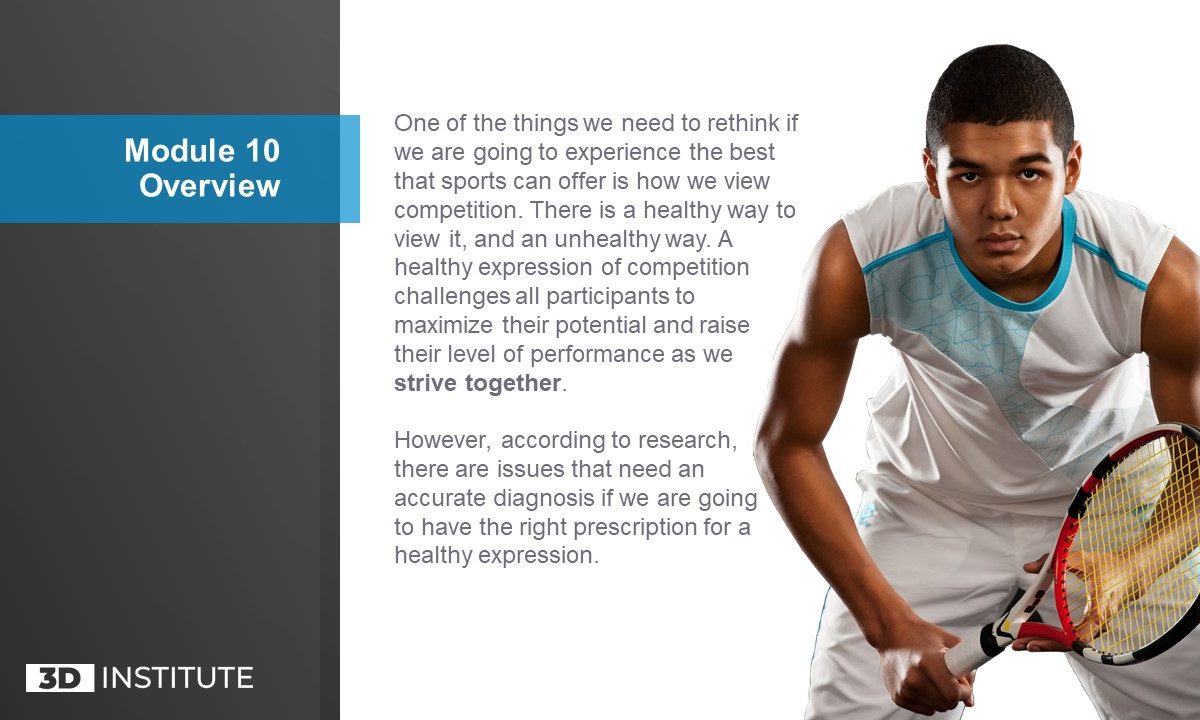 Module 10
Overview
One of the things we need to rethink if
we are going to experience the best
that sports can offer is how we view
competition. There is a healthy way to
view it, and an unhealthy way. A
healthy expression of competition
challenges all participants to
maximize their potential and raise
their level of performance as we
strive together.
However, according to research,
there are issues that need an
accurate diagnosis if we are going
to have the right prescription for a
healthy expression.
3D INSTITUTE